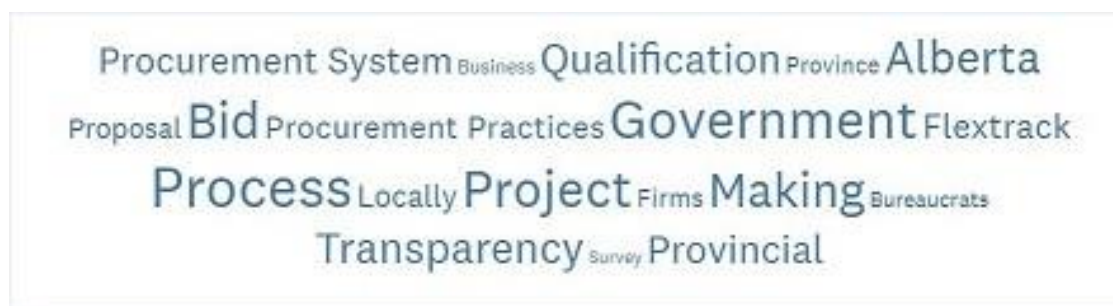 Procurement System Business Qualification Province Alberta
Proposal Bid Procurement Practices Government Flextrack
Process Locally Project Firms Making Bureaucrats
Transparency Survey Provincial